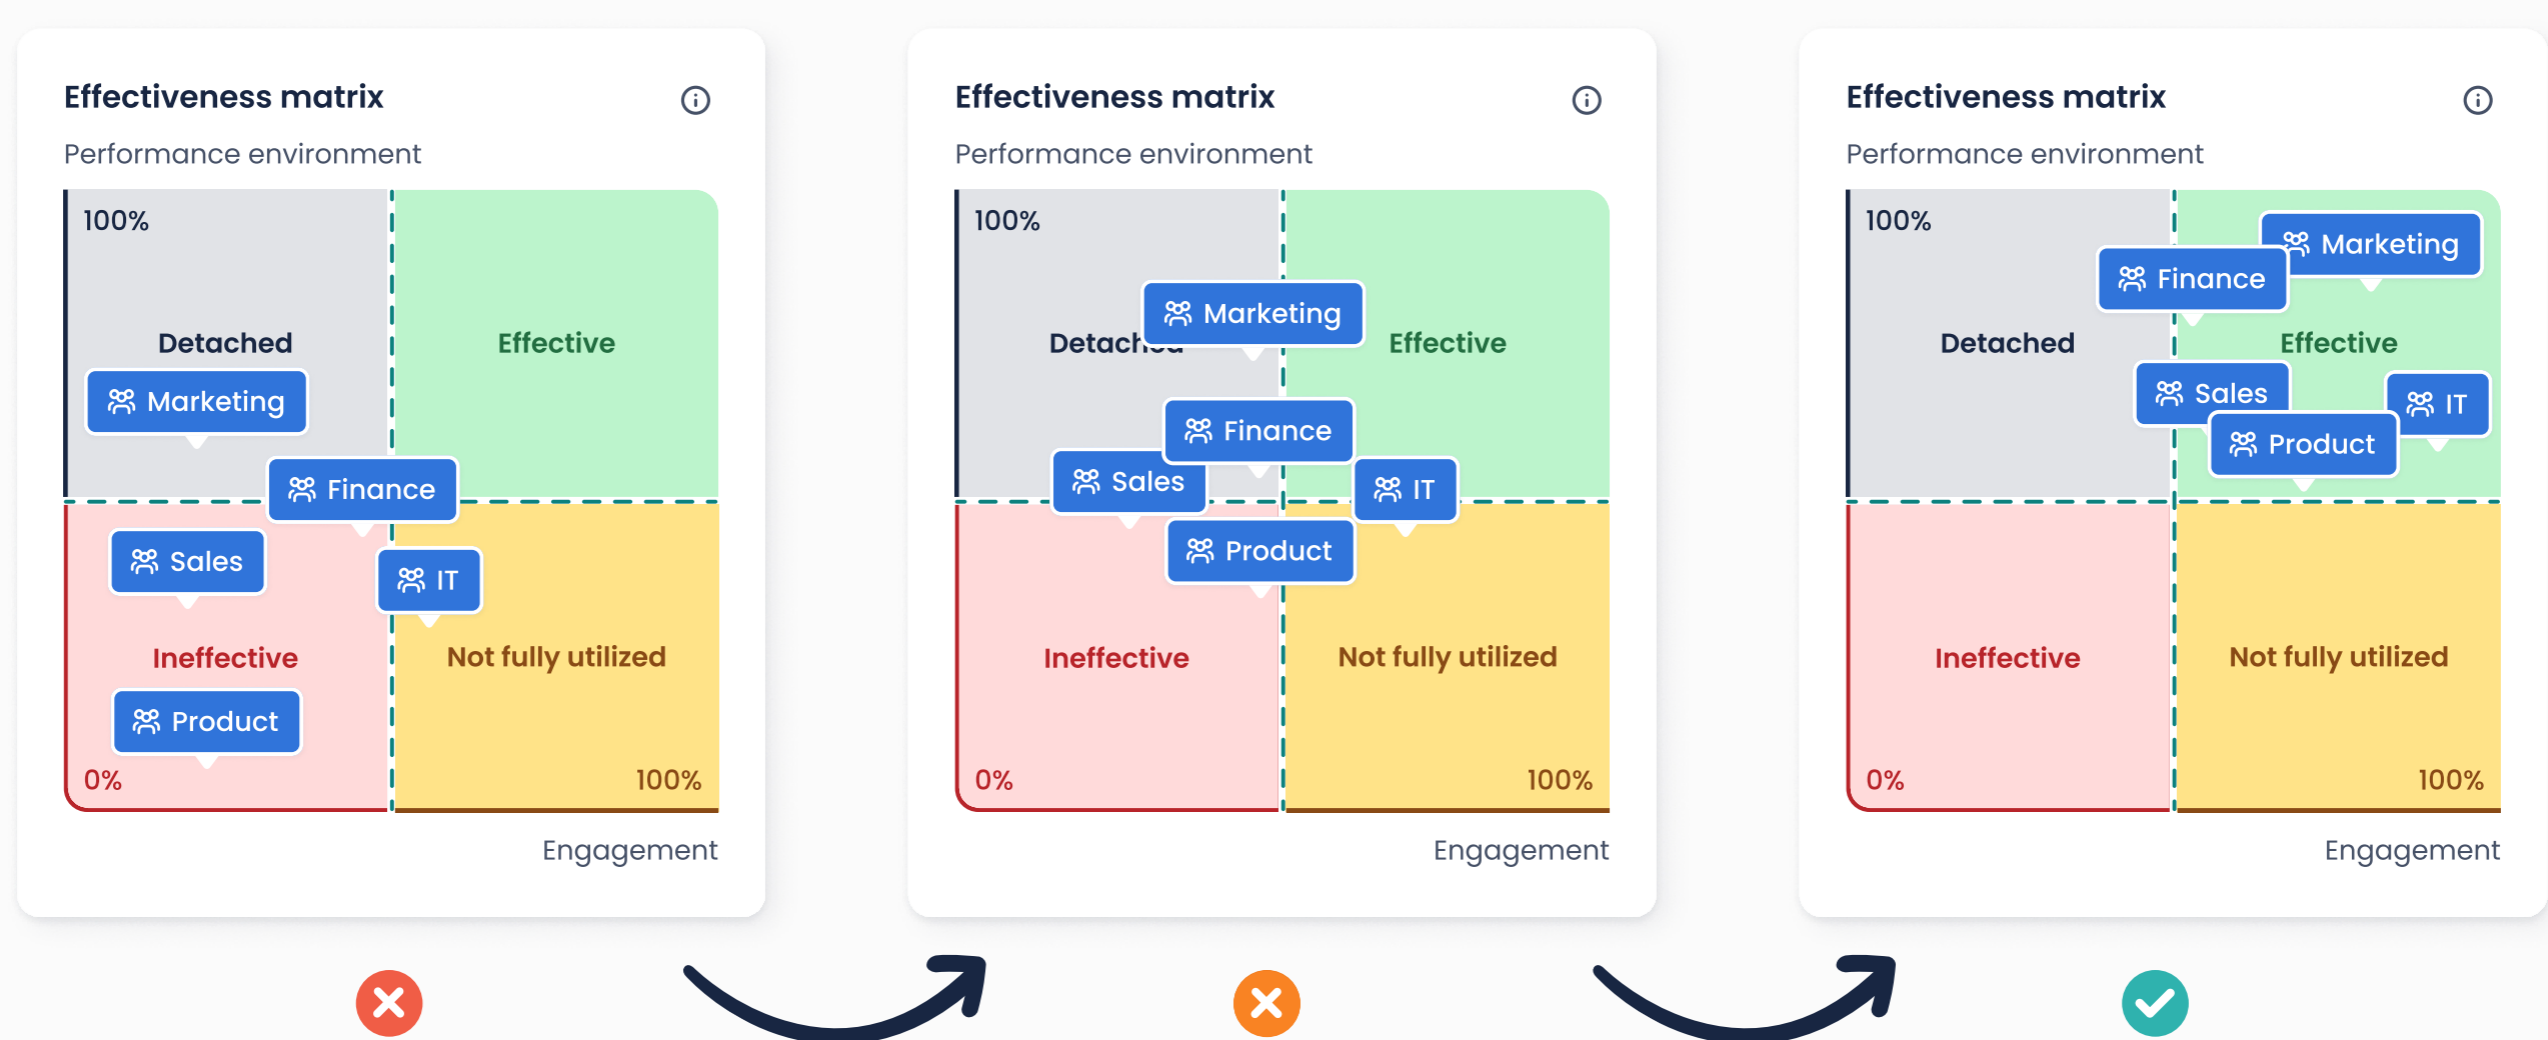 Effectiveness matrix
Performance environment
100%
Detached
Effective
Marketing
Finance
Sales
IT
Ineffective
Not fully utilized
Product
0%
100%
Engagement
Effectiveness matrix
Performance environment
100%
Marketing
Detached
Effective
Finance
Sales
IT
Product
Ineffective
Not fully utilized
0%
100%
Engagement
Effectiveness matrix
Performance environment
100%
Marketing
Finance
Detached
Effective
Sales
IT
Product
Ineffective
Not fully utilized
0%
100%
Engagement